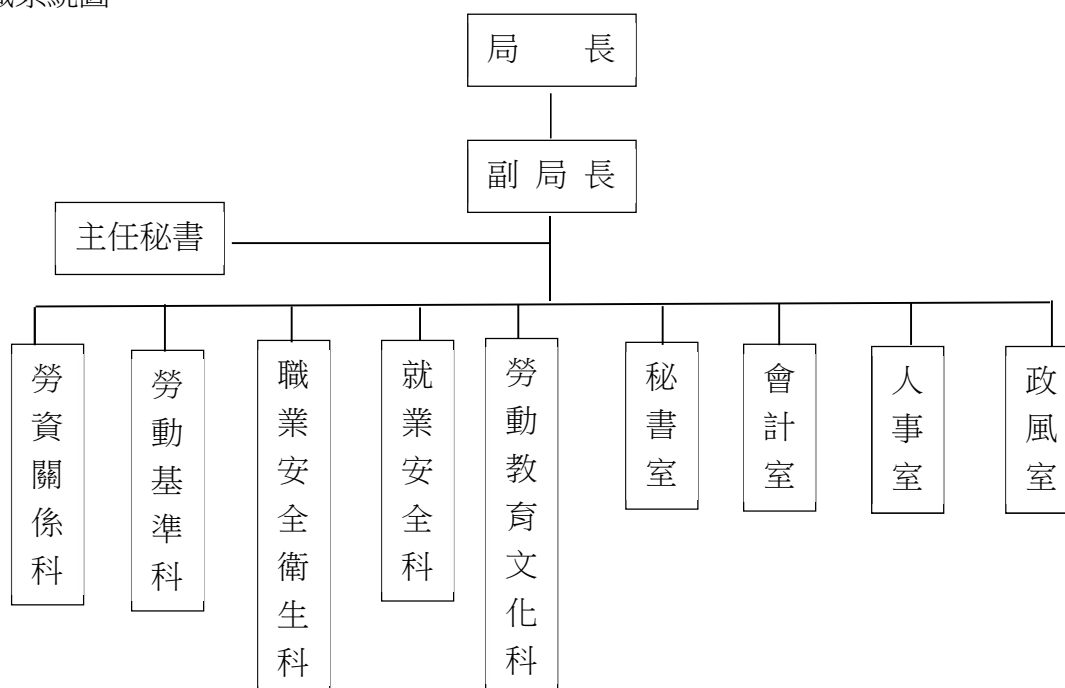 織系統圖
局　　長
副 局 長
主任秘書
勞資關係科
勞動基準科
職業安全衛生科
就業安全科
勞動教育文化科
秘書室
會計室
人事室
政風室